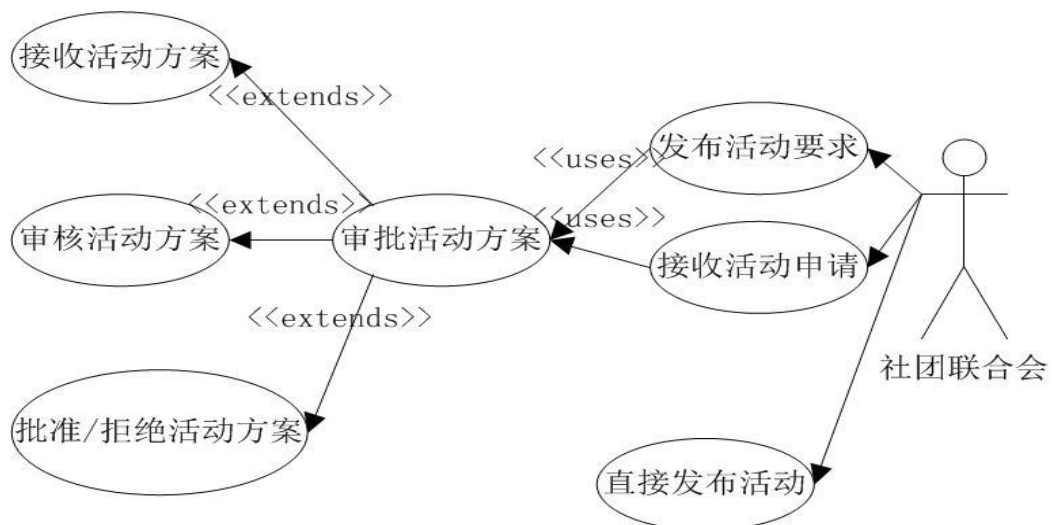 接收活动方案
<<extends>>
发布活动要求
<<uses>>
<<extends>>
<<uses>>
审核活动方案
审批活动方案
接收活动申请
<<extends>>
社团联合会
批准/拒绝活动方案
直接发布活动